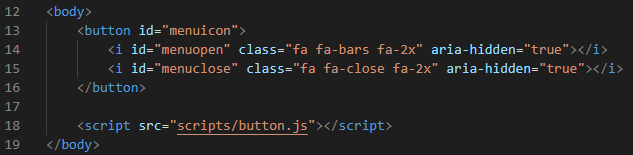 12 <body>
13 <button id="menuicon">
14 <i id="menuopen" class="fa fa-bars fa-2x" aria-hidden="true"></i>
15 <i id="menuclose" class="fa fa-close fa-2x" aria-hidden="true"></i>
16 </button>
17
18 <script src="scripts/button.js"></script>
19 </body>